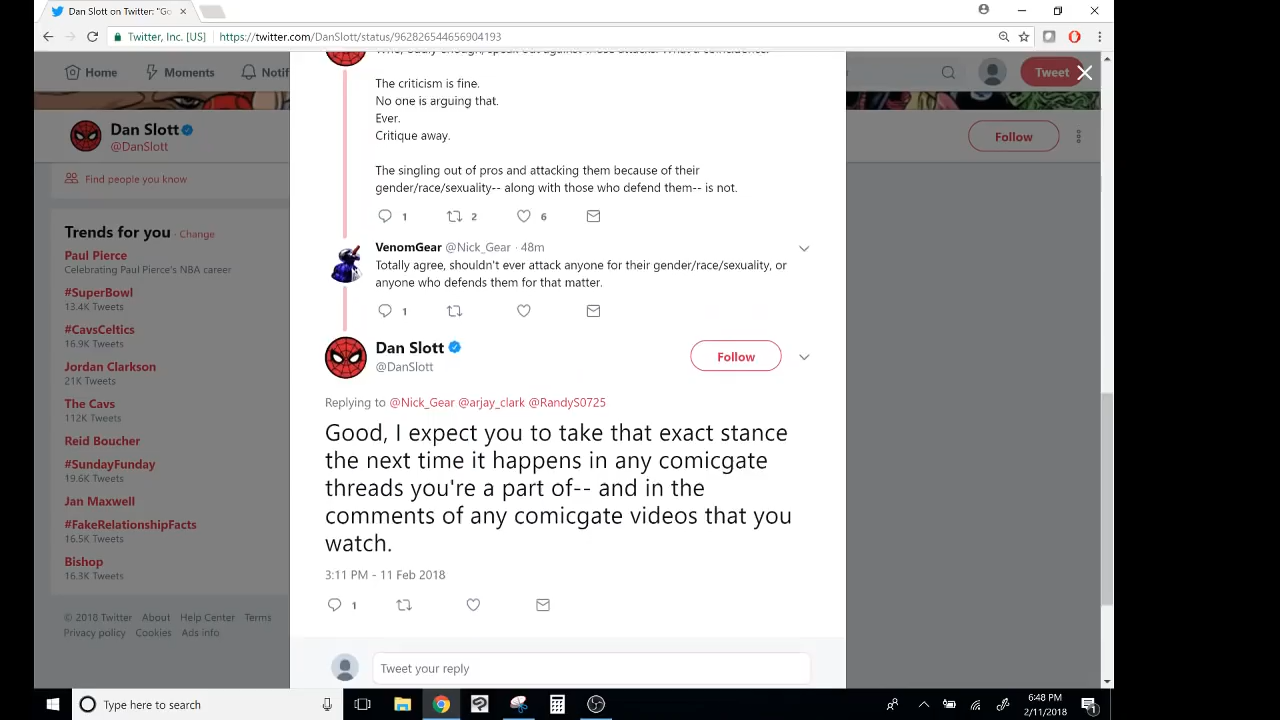 Dan Slott on Twitter: "Go
Twitter, Inc. [US]
https://twitter.com/DanSlott/status/962826656904193
Home
Moments
Notif
Tweet
Dan Slott
@DanSlott
Follow
Find people you know
Trends for you · Change
Paul Pierce
Celebrating Paul Pierce's NBA career
#SuperBowl
13.4K Tweets
#CavsCeltics
16.9K Tweets
Jordan Clarkson
21K Tweets
The Cavs
112K Tweets
Reid Boucher
#SundayFunday
19.6K Tweets
Jan Maxwell
#FakeRelationshipFacts
16.5K Tweets
Bishop
16.3K Tweets
© 2018 Twitter About Help Center Terms
Privacy policy Cookies Ads info
The criticism is fine.
No one is arguing that.
Ever.
Critique away.
The singling out of pros and attacking them because of their
gender/race/sexuality-- along with those who defend them-- is not.
1 2 6
VenomGear @Nick_Gear · 48m
Totally agree, shouldn't ever attack anyone for their gender/race/sexuality, or
anyone who defends them for that matter.
1
Dan Slott
@DanSlott
Follow
Replying to @Nick_Gear @arjay_clark @RandyS0725
Good, I expect you to take that exact stance
the next time it happens in any comicgate
threads you're a part of-- and in the
comments of any comicgate videos that you
watch.
3:11 PM - 11 Feb 2018
1
Tweet your reply
Type here to search
6:48 PM
2/11/2018
1